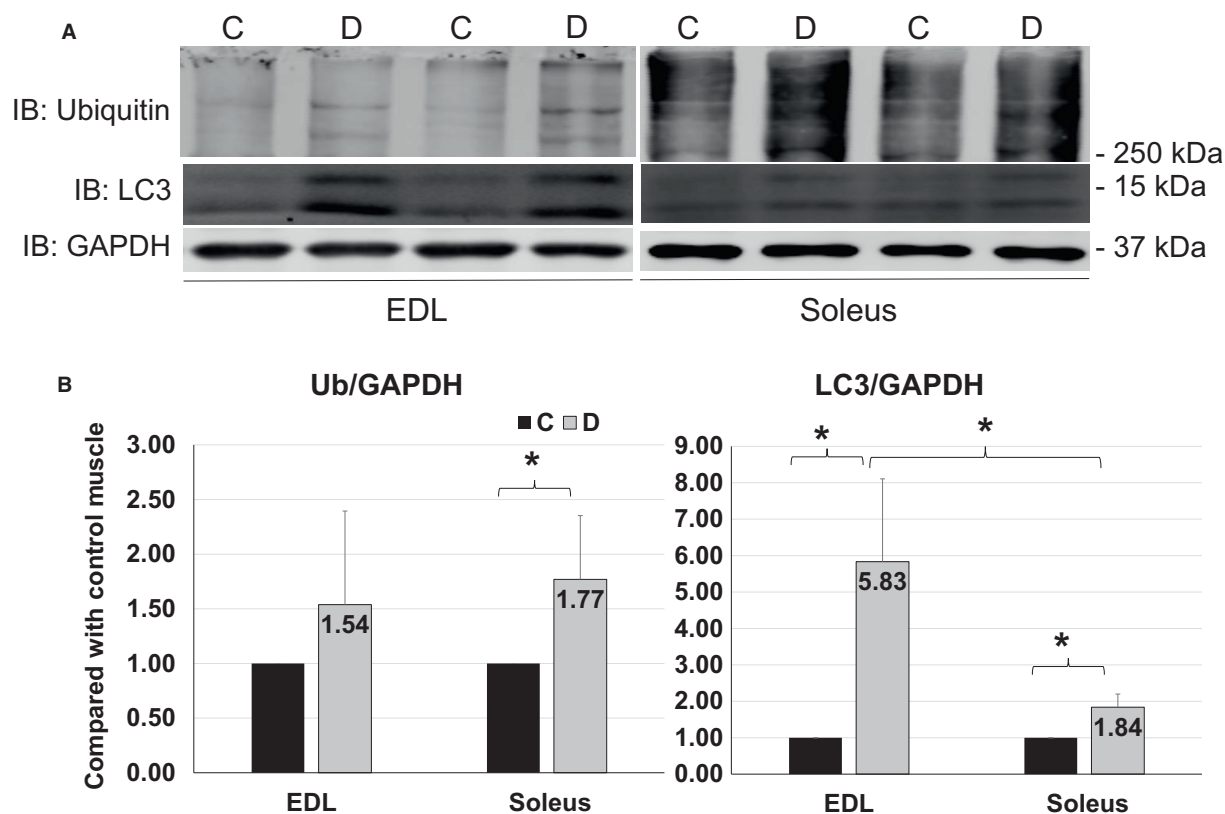 A
C D C D C D C D
IB: Ubiquitin
- 250 kDa
IB: LC3
- 15 kDa
IB: GAPDH
- 37 kDa
EDL Soleus
B
Ub/GAPDH
C D
Compared with control muscle
3.00
2.50
2.00
1.50
1.00
0.50
0.00
*
1.54
1.77
EDL Soleus
LC3/GAPDH
9.00
8.00
7.00
6.00
5.00
4.00
3.00
2.00
1.00
0.00
* *
5.83
*
1.84
EDL Soleus